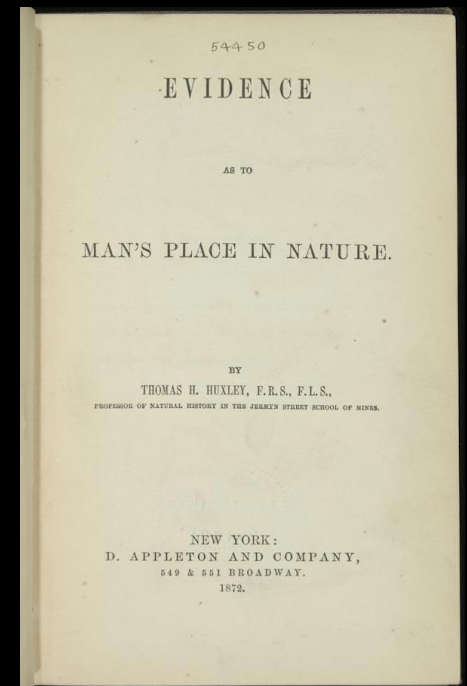 54450
EVIDENCE
AS TO
MAN'S PLACE IN NATURE.
BY
THOMAS H. HUXLEY, F.R.S., F.L.S.,
PROFESSOR OF NATURAL HISTORY IN THE JERMYN STREET SCHOOL OF MINES.
NEW YORK:
D. APPLETON AND COMPANY,
549 & 551 BROADWAY.
1872.